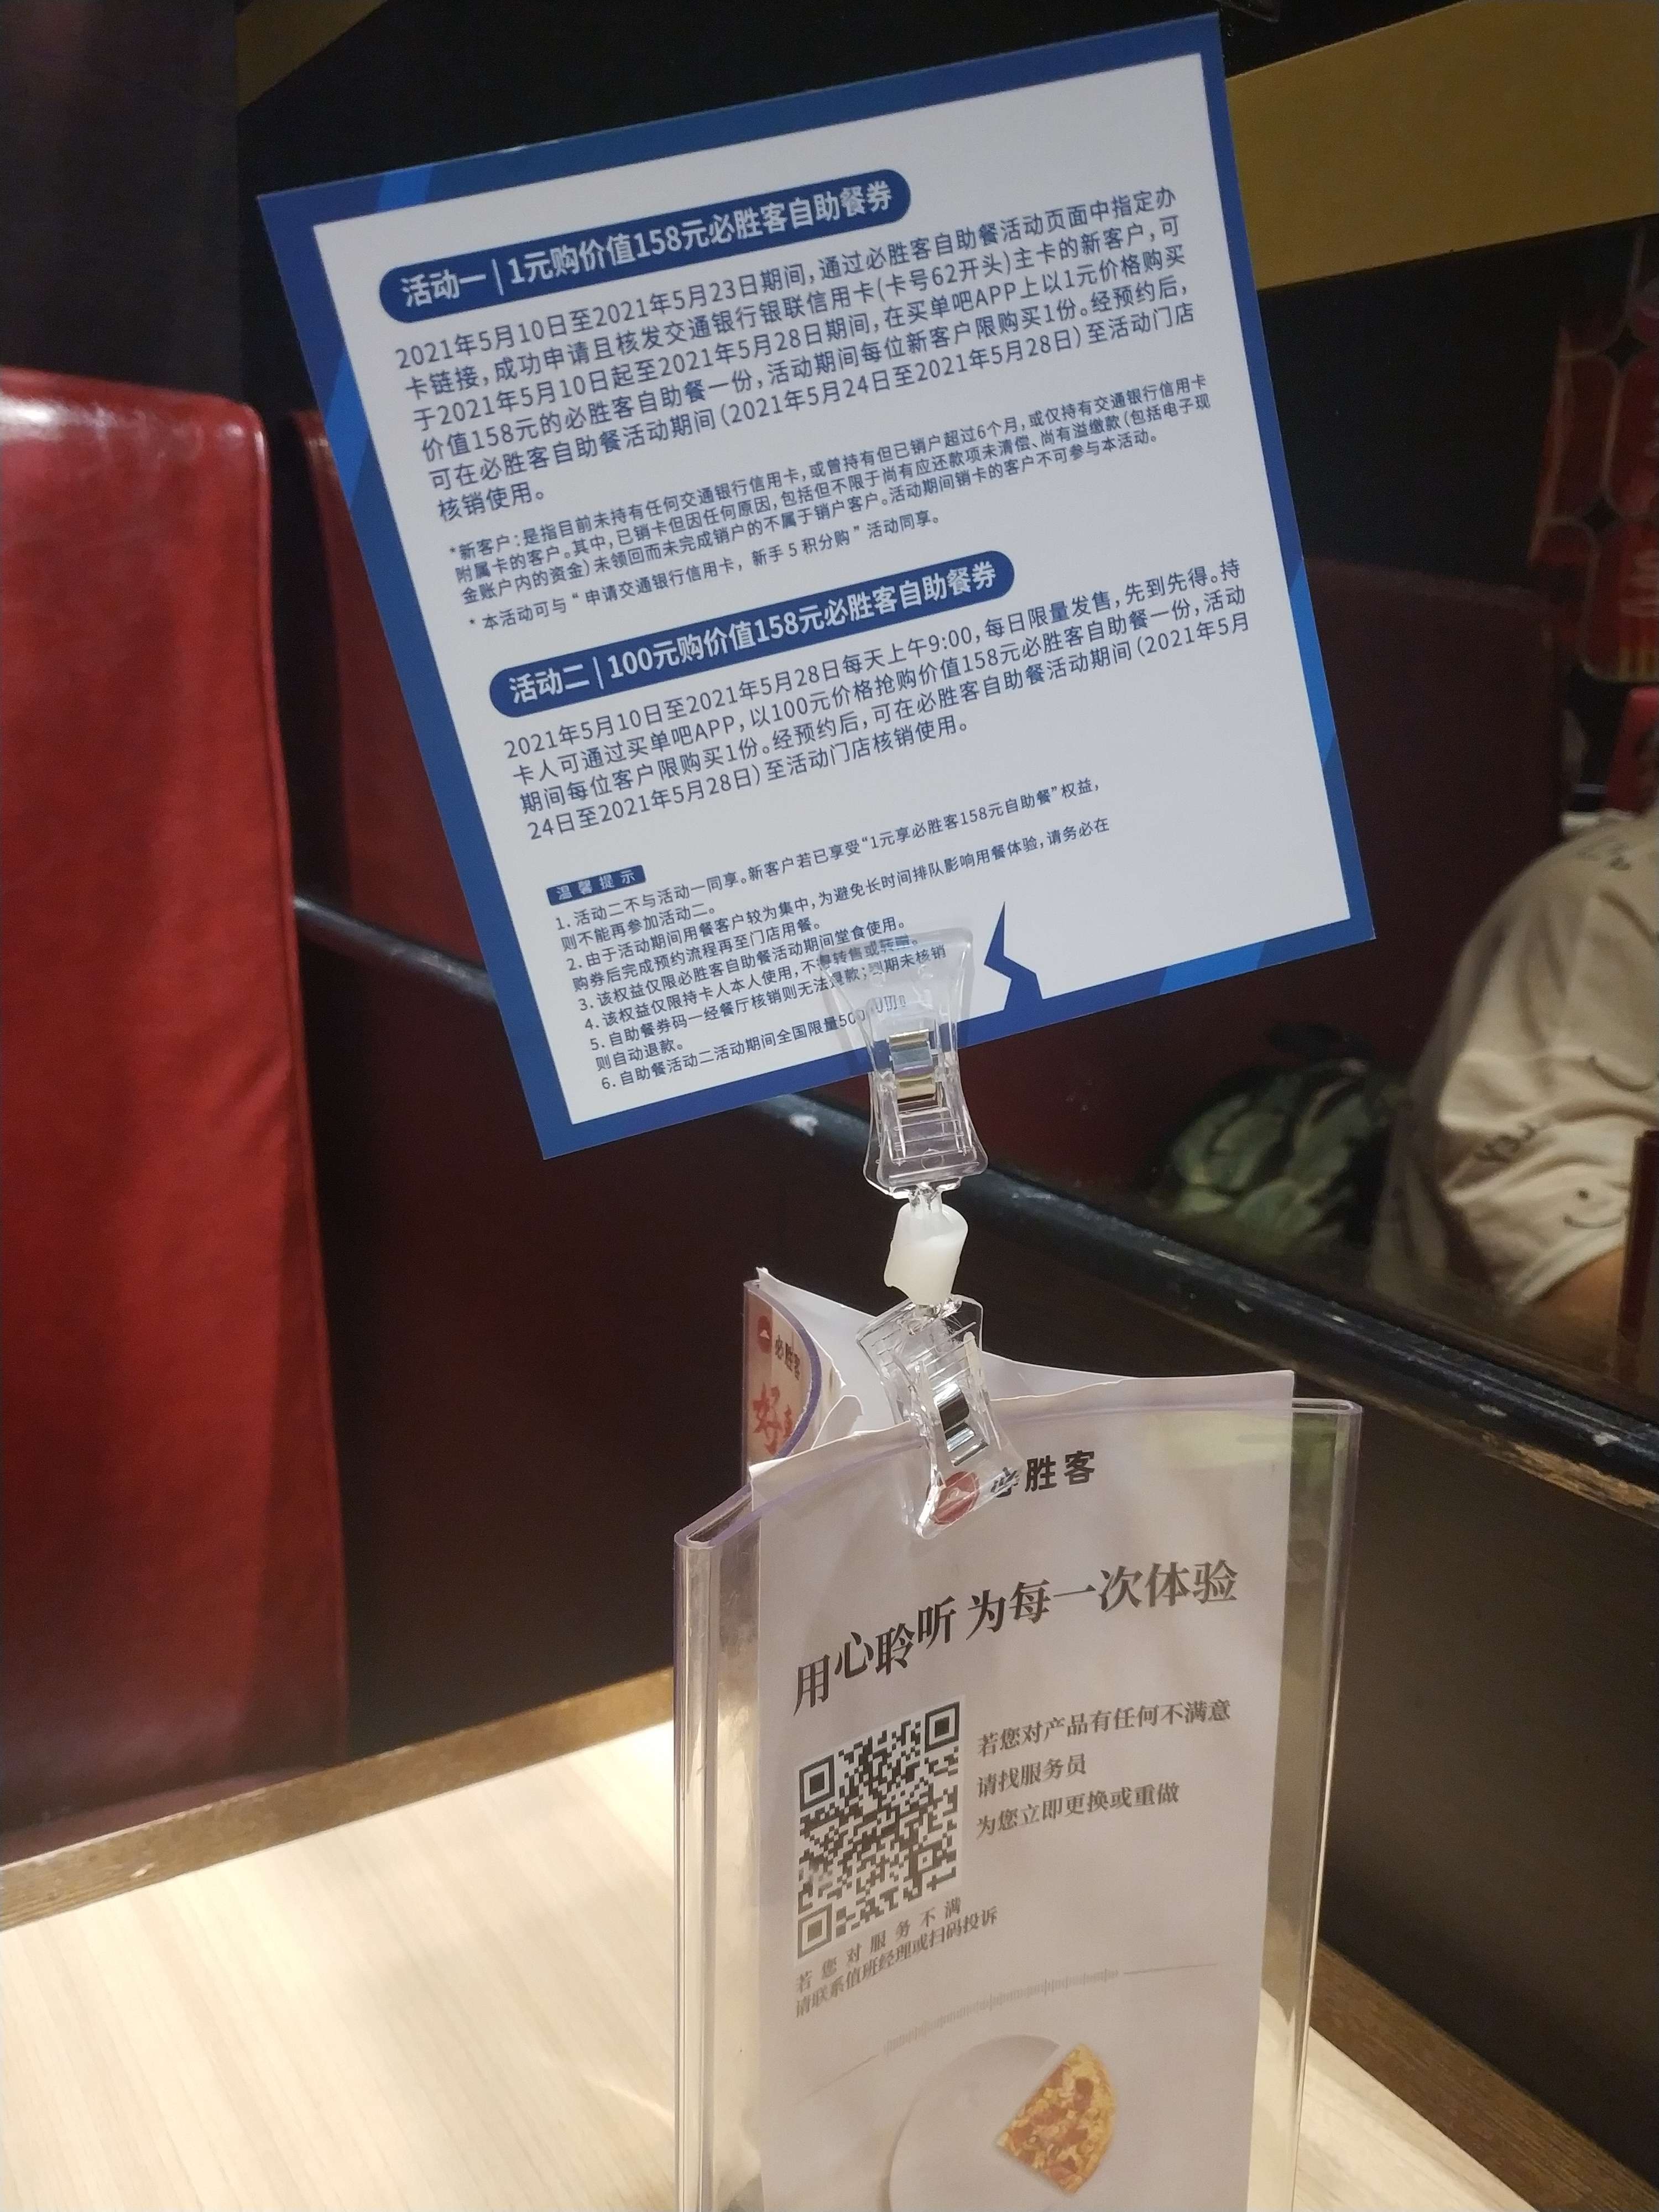 活动一|1元购价值158元必胜客自助餐券
2021年5月10日至2021年5月23日期间,通过必胜客自助餐活动页面中指定办
卡链接,成功申请且核发交通银行银联信用卡(卡号62开头)主卡的新客户,可
于2021年5月10日起至2021年5月28日期间,在买单吧APP上以1元价格购买
价值158元的必胜客自助餐一份,活动期间每位新客户限购买1份。经预约后,
可在必胜客自助餐活动期间(2021年5月24日至2021年5月28日)至活动门店
核销使用。
*新客户:是指目前未持有任何交通银行信用卡,或曾持有但已销户超过6个月,或仅持有交通银行信用卡
附属卡的客户。其中,已销卡但因任何原因,包括但不限于尚有应还款项未清偿、尚有溢缴款(包括电子现
金账户内的资金)未领回而未完成销户的不属于销户客户。活动期间销卡的客户不可参与本活动。
*本活动可与“申请交通银行信用卡,新手5积分购”活动同享。
活动二|100元购价值158元必胜客自助餐券
2021年5月10日至2021年5月28日每天上午9:00,每日限量发售,先到先得。持
卡人可通过买单吧APP,以100元价格抢购价值158元必胜客自助餐一份,活动
期间每位客户限购买1份。经预约后,可在必胜客自助餐活动期间(2021年5月
24日至2021年5月28日)至活动门店核销使用。
温馨提示
1.活动二不与活动一同享。新客户若已享受“1元享必胜客158元自助餐”权益,
则不能再参加活动二。
2.由于活动期间用餐客户较为集中,为避免长时间排队影响用餐体验,请务必在
购券后完成预约流程再至门店用餐。
3.该权益仅限必胜客自助餐活动期间堂食使用。
4.该权益仅限持卡人本人使用,不得转售或转赠。
5.自助餐券码一经餐厅核销则无法退款;到期未核销
则自动退款。
6.自助餐活动二活动期间全国限量
必胜客
好
必胜客
用心聆听 为每一次体验
若您对产品有任何不满意
请找服务员
为您立即更换或重做
若您对服务不满
请联系值班经理或扫码投诉